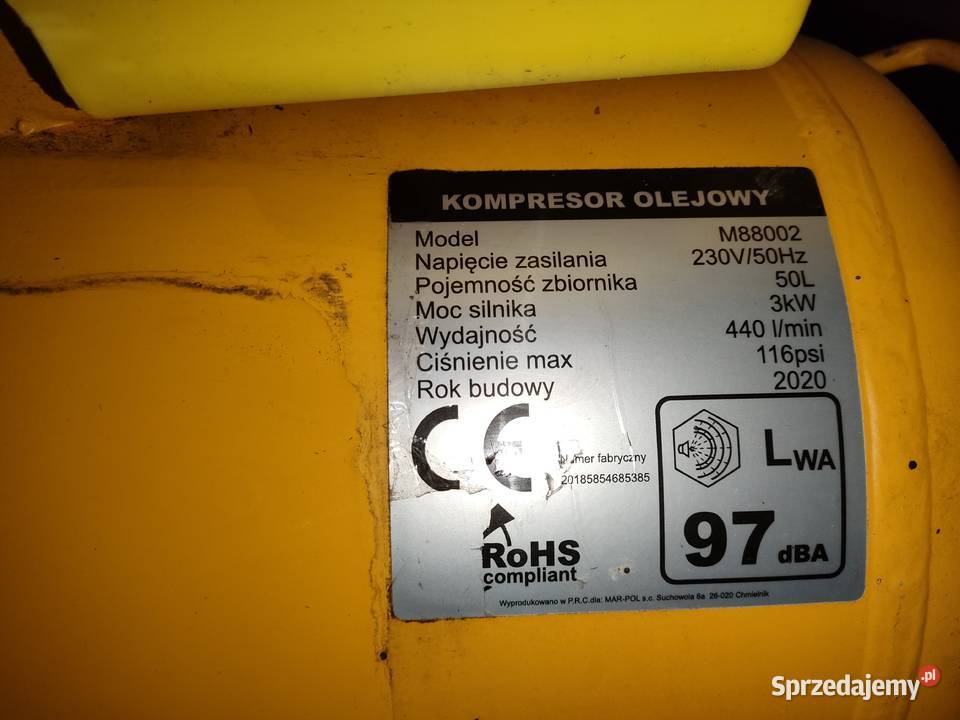 KOMPRESOR OLEJOWY
Model M88002
Napięcie zasilania 230V/50Hz
Pojemność zbiornika 50L
Moc silnika 3kW
Wydajność 440 l/min
Ciśnienie max 116psi
Rok budowy 2020
CE
Numer fabryczny
20185854685385
LWA
97 dBA
RoHS
compliant
Wyprodukowano w P.R.C.dla: MAR-POL s.c. Suchowola 6a 26-020 Chmielnik
Sprzedajemy.pl